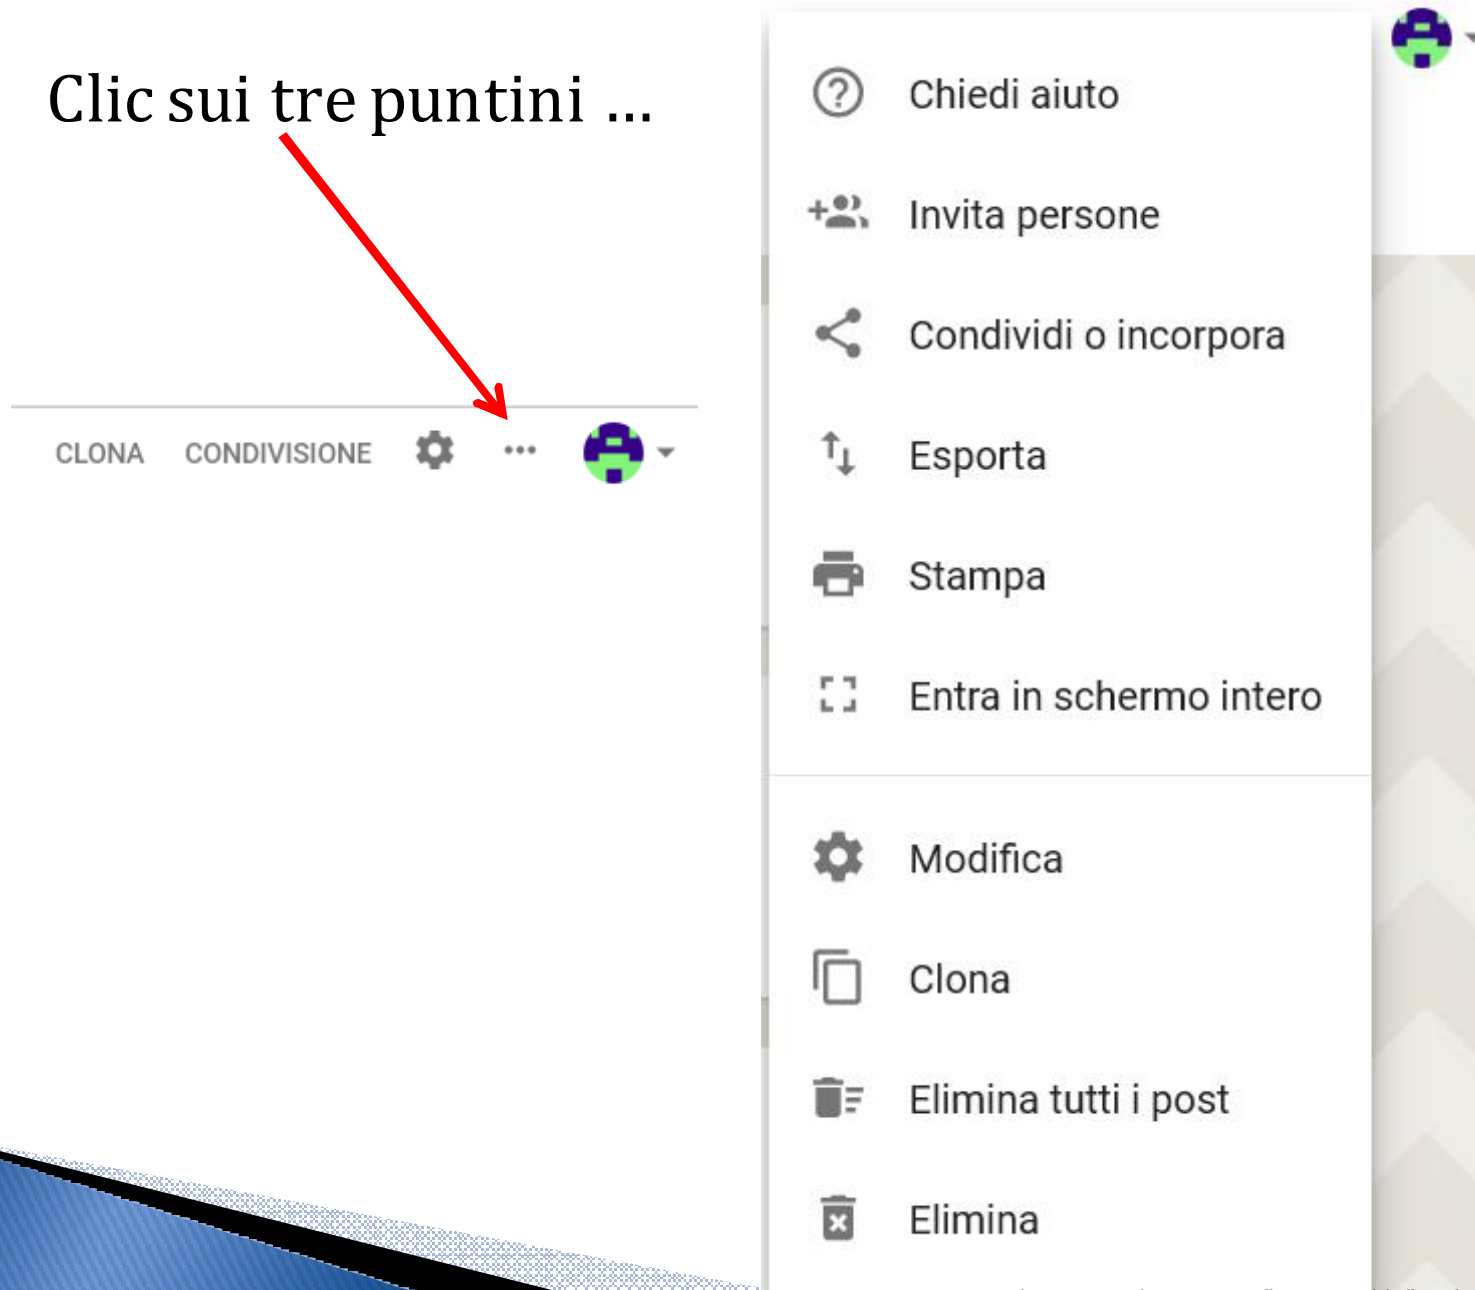 Clic sui tre puntini ...
CLONA CONDIVISIONE
Chiedi aiuto
Invita persone
Condividi o incorpora
Esporta
Stampa
Entra in schermo intero
Modifica
Clona
Elimina tutti i post
Elimina